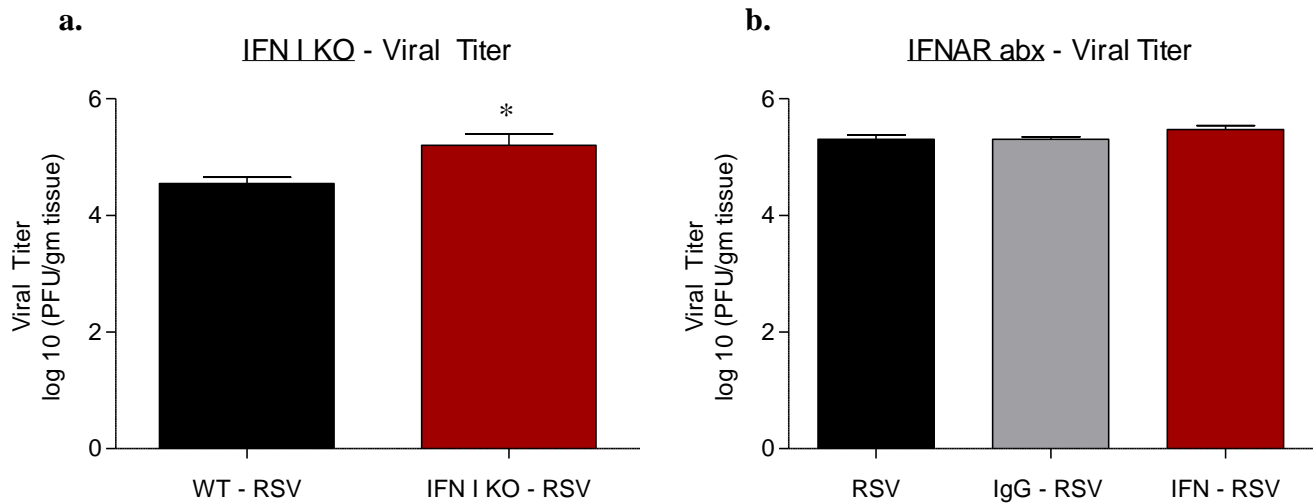 a.
IFN I KO - Viral Titer
6
4
2
0
Viral Titer
log 10 (PFU/gm tissue)
*
WT - RSV
IFN I KO - RSV
b.
IFNAR abx - Viral Titer
6
4
2
0
Viral Titer
log 10 (PFU/gm tissue)
RSV
IgG - RSV
IFN - RSV